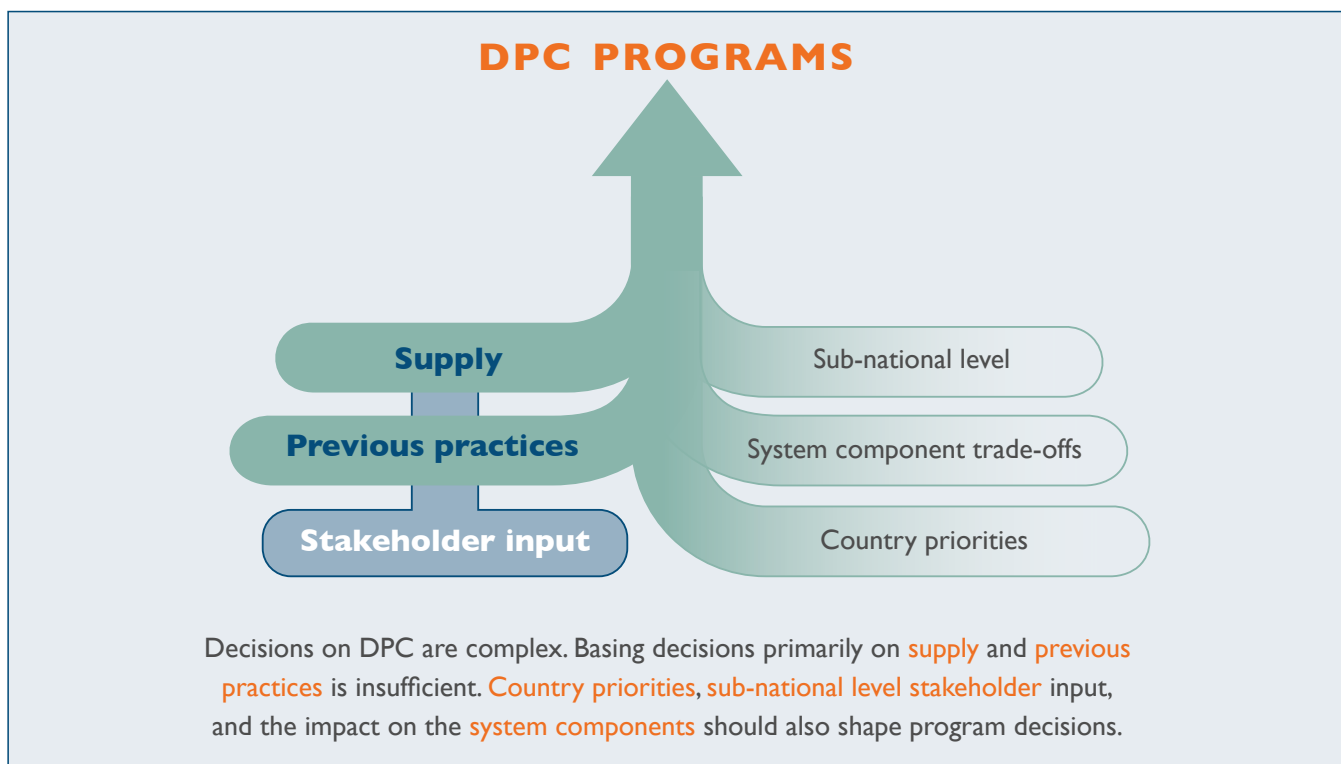 DPC PROGRAMS
Supply
Previous practices
Stakeholder input
Sub-national level
System component trade-offs
Country priorities
Decisions on DPC are complex. Basing decisions primarily on supply and previous
practices is insufficient. Country priorities, sub-national level stakeholder input,
and the impact on the system components should also shape program decisions.